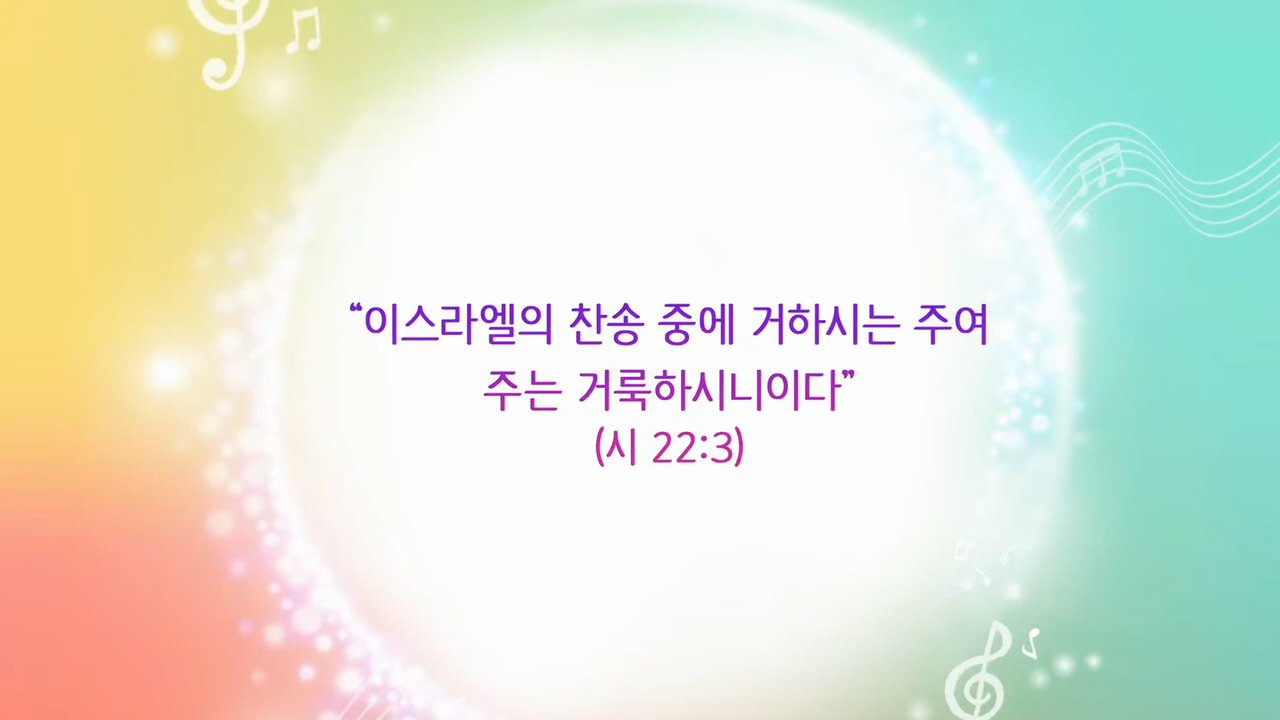 “이스라엘의 찬송 중에 거하시는 주여
주는 거룩하시니이다”
(시 22:3)